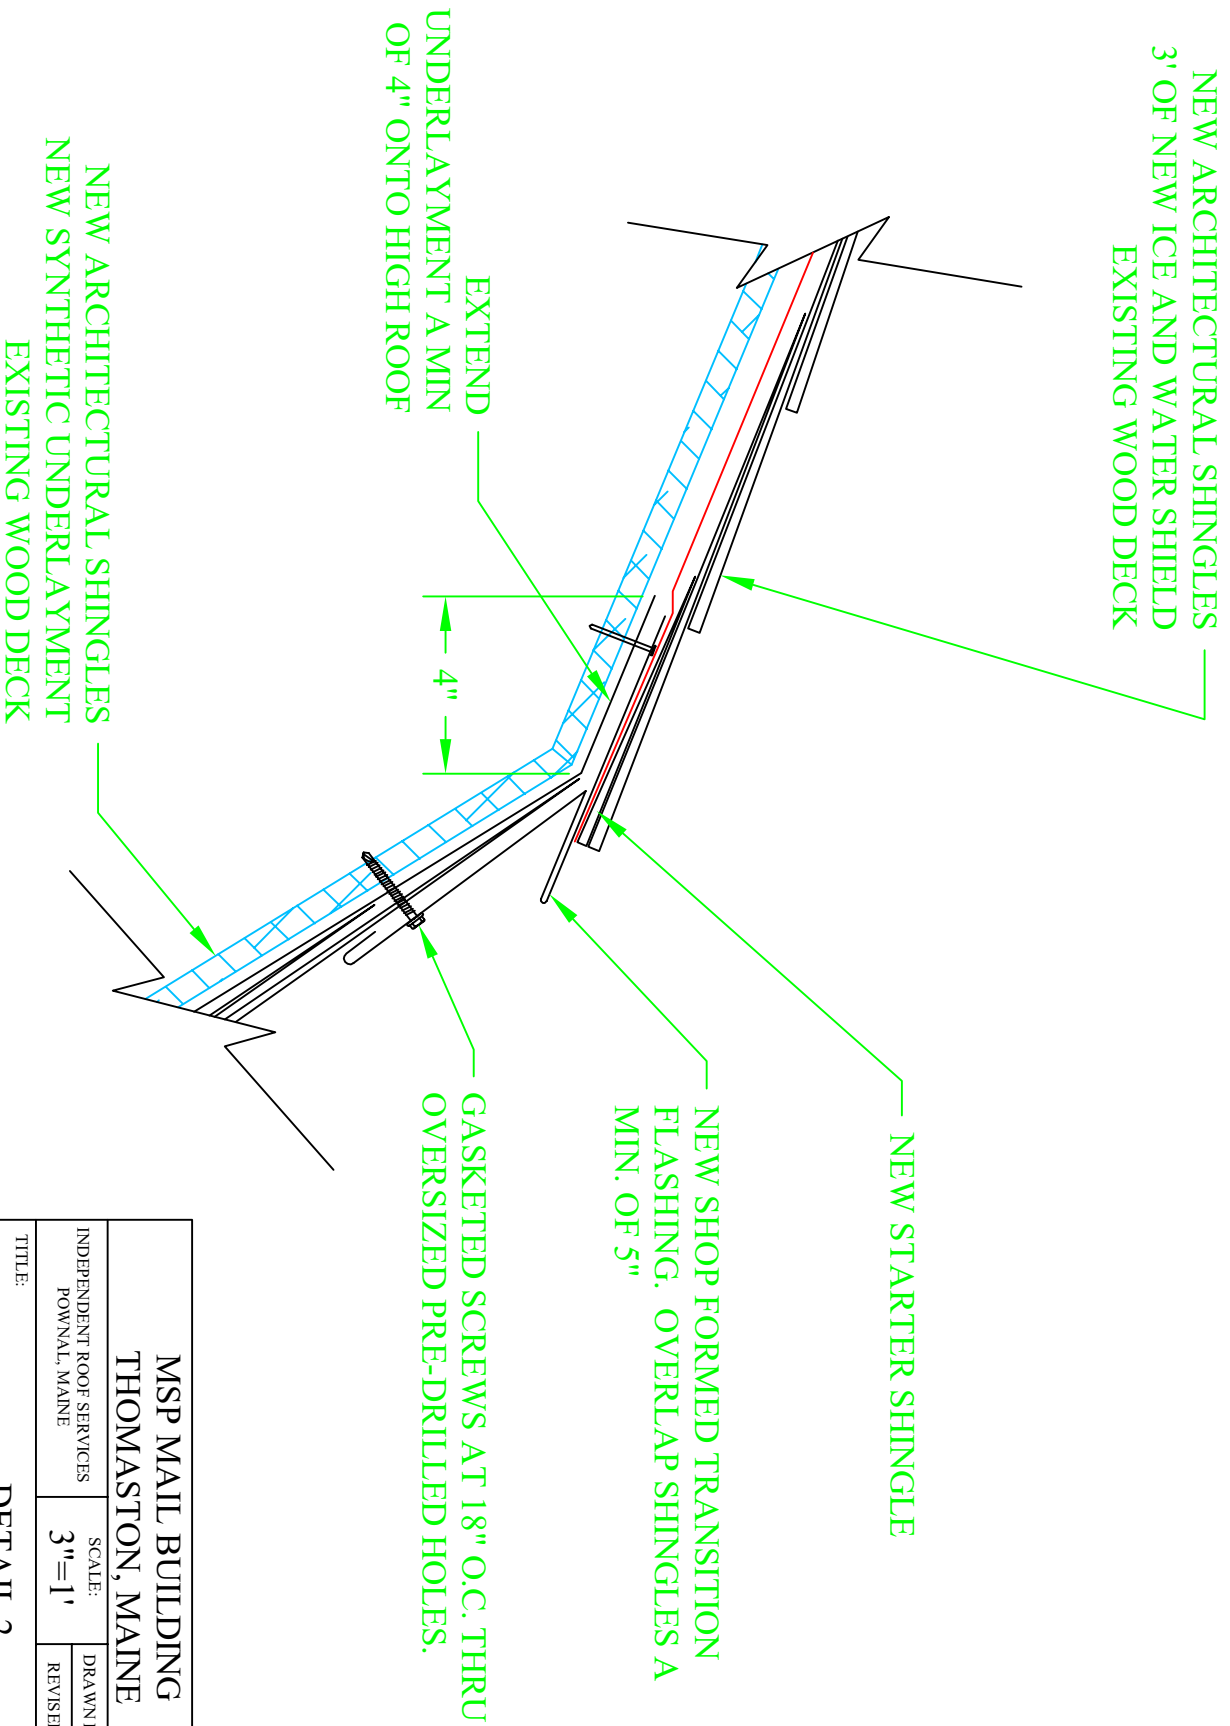 NEW ARCHITECTURAL SHINGLES
3' OF NEW ICE AND WATER SHIELD
EXISTING WOOD DECK
EXTEND
UNDERLAYMENT A MIN
OF 4" ONTO HIGH ROOF
4"
NEW ARCHITECTURAL SHINGLES
NEW SYNTHETIC UNDERLAYMENT
EXISTING WOOD DECK
NEW STARTER SHINGLE
NEW SHOP FORMED TRANSITION
FLASHING. OVERLAP SHINGLES A
MIN. OF 5"
GASKETED SCREWS AT 18" O.C. THRU
OVERSIZED PRE-DRILLED HOLES.
MSP MAIL BUILDING
THOMASTON, MAINE
INDEPENDENT ROOF SERVICES
POWNAL, MAINE
SCALE:
3"=1'
DRAWN
REVISE
TITLE:
DETAIL